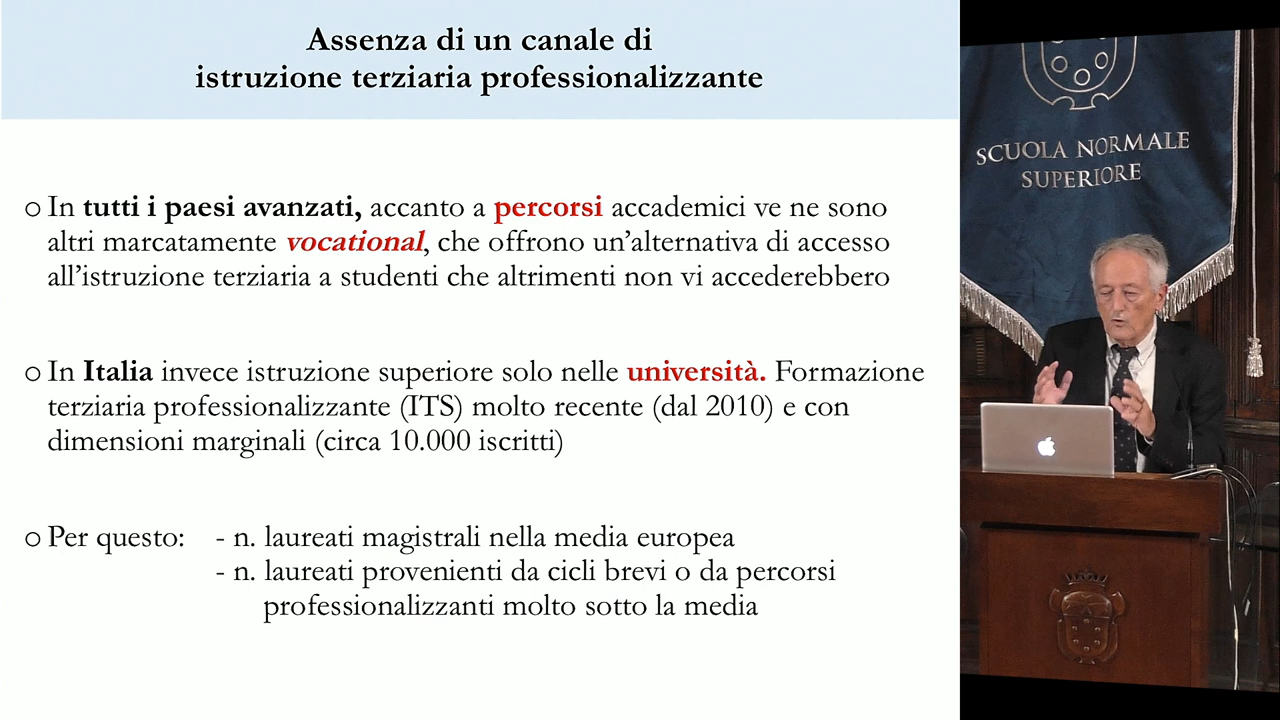 Assenza di un canale di
istruzione terziaria professionalizzante
o In tutti i paesi avanzati, accanto a percorsi accademici ve ne sono
altri marcatamente vocational, che offrono un’alternativa di accesso
all’istruzione terziaria a studenti che altrimenti non vi accederebbero
o In Italia invece istruzione superiore solo nelle università. Formazione
terziaria professionalizzante (ITS) molto recente (dal 2010) e con
dimensioni marginali (circa 10.000 iscritti)
o Per questo: - n. laureati magistrali nella media europea
- n. laureati provenienti da cicli brevi o da percorsi
professionalizzanti molto sotto la media
SCUOLA NORMALE
SUPERIORE